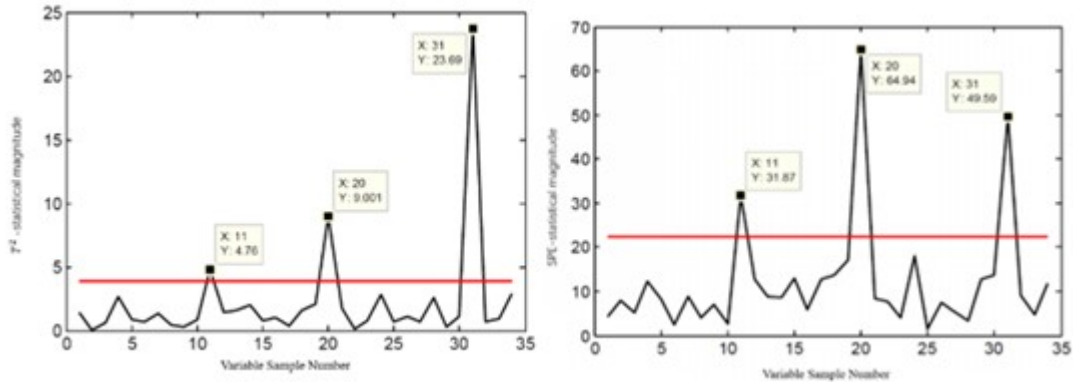 25
20
15
10
5
0
X: 31
Y: 23.69
X: 20
Y: 9.001
X: 11
Y: 4.76
T² -statistical magnitude
0 5 10 15 20 25 30 35
Variable Sample Number
70
60
50
40
30
20
10
0
X: 20
Y: 64.94
X: 31
Y: 49.59
X: 11
Y: 31.87
SPE-statistical magnitude
0 5 10 15 20 25 30 35
Variable Sample Number